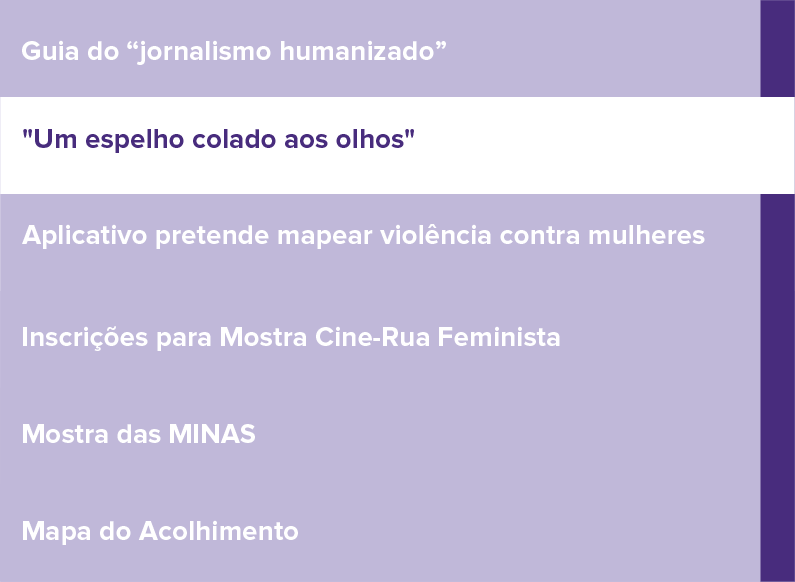 Guia do “jornalismo humanizado”
"Um espelho colado aos olhos"
Aplicativo pretende mapear violência contra mulheres
Inscrições para Mostra Cine-Rua Feminista
Mostra das MINAS
Mapa do Acolhimento